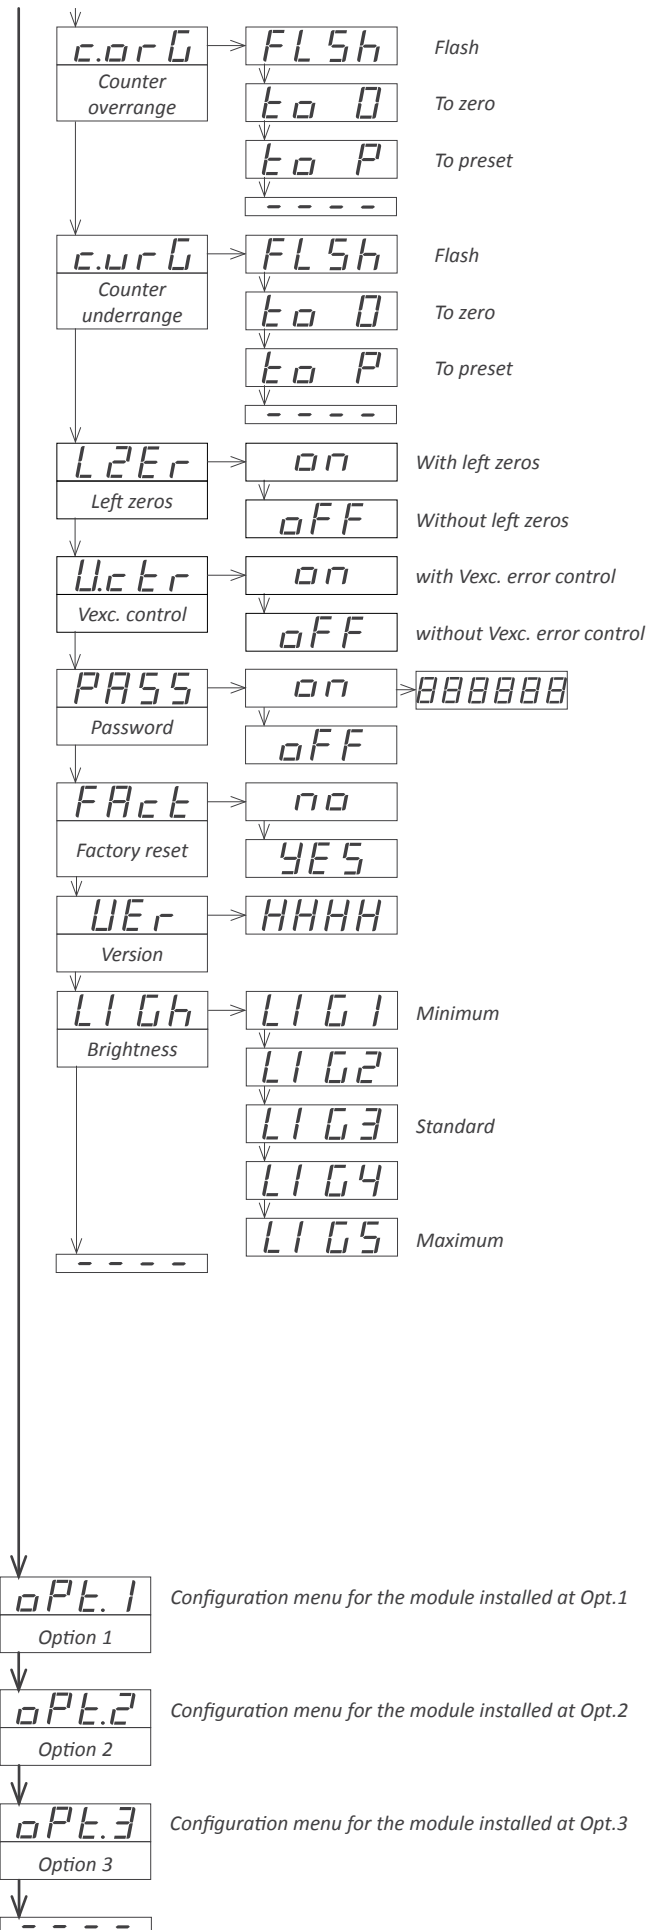 c.orG FLSh Flash
Counter
overrange
to 0 To zero
to P To preset
- - - -
c.urG FLSh Flash
Counter
underrange
to 0 To zero
to P To preset
- - - -
LZEr on With left zeros
Left zeros
oFF Without left zeros
U.ctr on with Vexc. error control
Vexc. control
oFF without Vexc. error control
PASS on 888888
Password
oFF
FAct no
Factory reset
YES
VEr HHHH
Version
LIGh LIG1 Minimum
Brightness
LIG2
LIG3 Standard
LIG4
LIG5 Maximum
- - - -
oPt.1 Configuration menu for the module installed at Opt.1
Option 1
oPt.2 Configuration menu for the module installed at Opt.2
Option 2
oPt.3 Configuration menu for the module installed at Opt.3
Option 3
- - - -